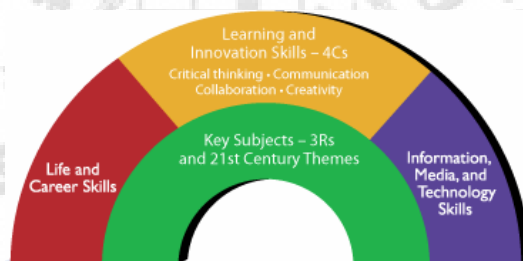 Learning and
Innovation Skills – 4Cs
Critical thinking • Communication
Collaboration • Creativity
Key Subjects – 3Rs
and 21st Century Themes
Life and
Career Skills
Information,
Media, and
Technology
Skills